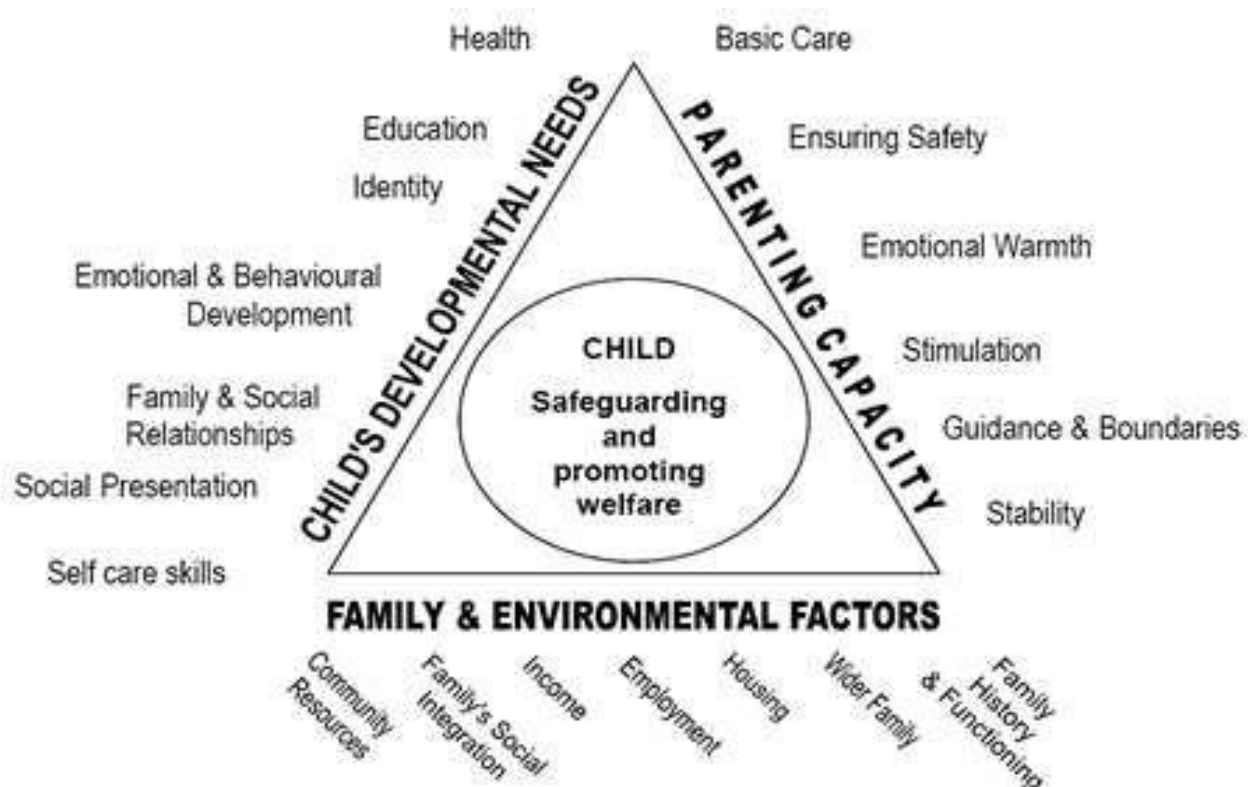 Health
Basic Care
Education
Ensuring Safety
Identity
Emotional Warmth
Emotional & Behavioural
Development
Stimulation
Family & Social
Relationships
Guidance & Boundaries
Social Presentation
Stability
Self care skills
CHILD'S DEVELOPMENTAL NEEDS
PARENTING CAPACITY
CHILD
Safeguarding
and
promoting
welfare
FAMILY & ENVIRONMENTAL FACTORS
Community
Resources
Family's Social
Integration
Income
Employment
Housing
Wider Family
Family
History
& Functioning